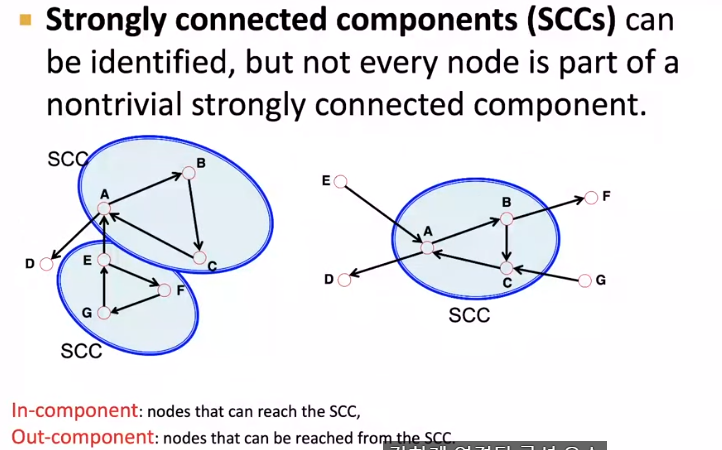 Strongly connected components (SCCs) can
be identified, but not every node is part of a
nontrivial strongly connected component.
SCC
B
A
D
E
C
F
G
SCC
E
B
F
A
D
C
G
SCC
In-component: nodes that can reach the SCC,
Out-component: nodes that can be reached from the SCC.